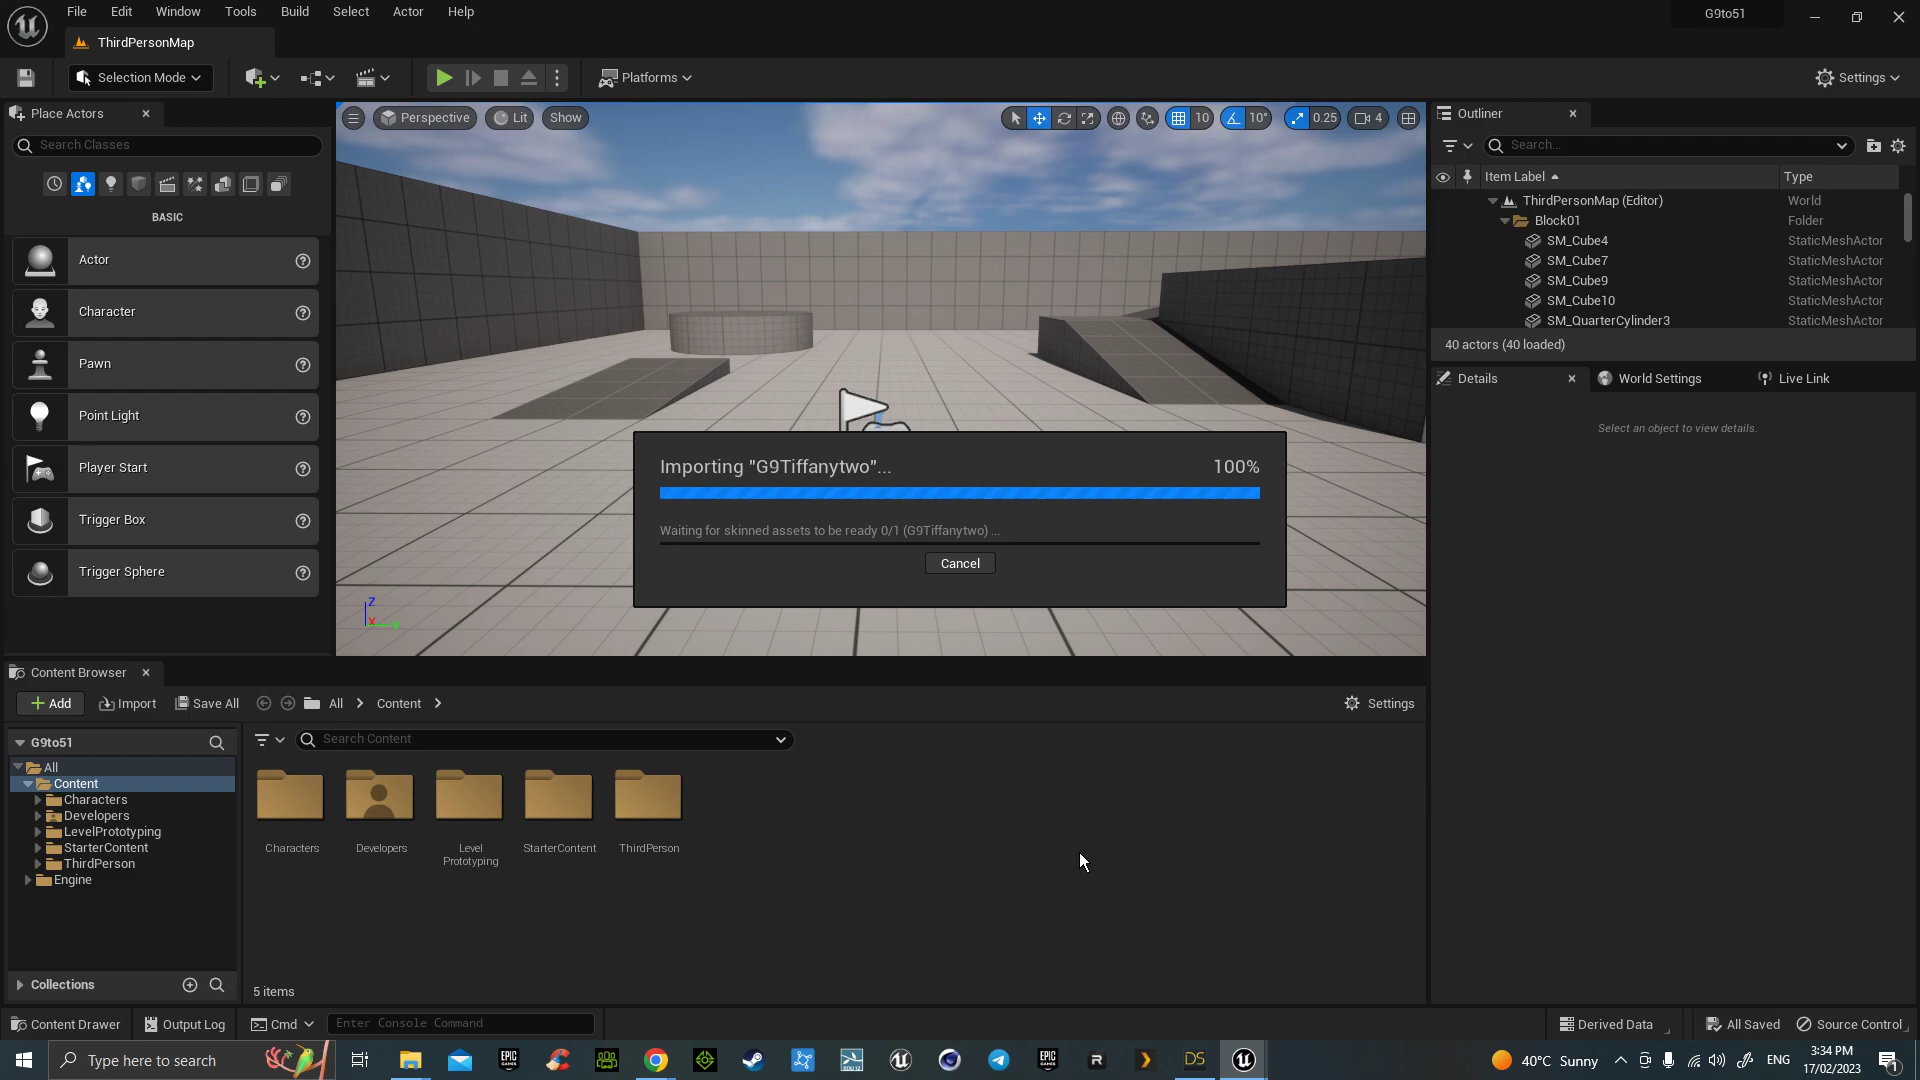 File Edit Window Tools Build Select Actor Help
G9to51
ThirdPersonMap
Selection Mode
Platforms
Settings
Place Actors
Search Classes
BASIC
Actor
Character
Pawn
Point Light
Player Start
Trigger Box
Trigger Sphere
Perspective
Lit
Show
10
10°
0.25
4
Importing "G9Tiffanytwo"...
100%
Waiting for skinned assets to be ready 0/1 (G9Tiffanytwo) ...
Cancel
Z
X
Y
Outliner
Search...
Item Label Type
ThirdPersonMap (Editor) World
Block01 Folder
SM_Cube4 StaticMeshActor
SM_Cube7 StaticMeshActor
SM_Cube9 StaticMeshActor
SM_Cube10 StaticMeshActor
SM_QuarterCylinder3 StaticMeshActor
40 actors (40 loaded)
Details
World Settings
Live Link
Select an object to view details.
Content Browser
Add
Import
Save All
All
Content
Settings
G9to51
All
Content
Characters
Developers
LevelPrototyping
StarterContent
ThirdPerson
Engine
Collections
Search Content
Characters
Developers
Level
Prototyping
StarterContent
ThirdPerson
5 items
Content Drawer
Output Log
Cmd
Enter Console Command
Derived Data
All Saved
Source Control
Type here to search
40°C Sunny
ENG
3:34 PM
17/02/2023